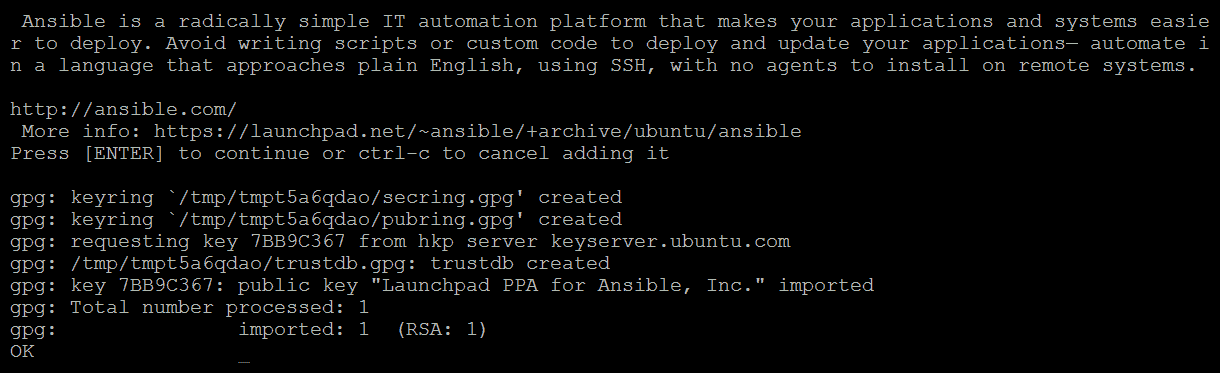 Ansible is a radically simple IT automation platform that makes your applications and systems easie
r to deploy. Avoid writing scripts or custom code to deploy and update your applications— automate i
n a language that approaches plain English, using SSH, with no agents to install on remote systems.

http://ansible.com/
 More info: https://launchpad.net/~ansible/+archive/ubuntu/ansible
Press [ENTER] to continue or ctrl-c to cancel adding it

gpg: keyring `/tmp/tmpt5a6qdao/secring.gpg' created
gpg: keyring `/tmp/tmpt5a6qdao/pubring.gpg' created
gpg: requesting key 7BB9C367 from hkp server keyserver.ubuntu.com
gpg: /tmp/tmpt5a6qdao/trustdb.gpg: trustdb created
gpg: key 7BB9C367: public key "Launchpad PPA for Ansible, Inc." imported
gpg: Total number processed: 1
gpg:               imported: 1  (RSA: 1)
OK